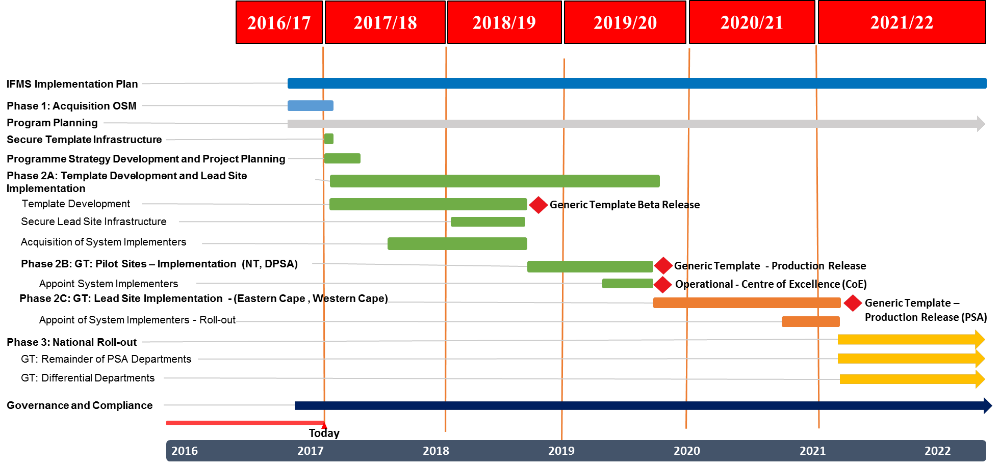 2016/17
2017/18
2018/19
2019/20
2020/21
2021/22
IFMS Implementation Plan
Phase 1: Acquisition OSM
Program Planning
Secure Template Infrastructure
Programme Strategy Development and Project Planning
Phase 2A: Template Development and Lead Site
Implementation
Template Development
Generic Template Beta Release
Secure Lead Site Infrastructure
Acquisition of System Implementers
Phase 2B: GT: Pilot Sites – Implementation (NT, DPSA)
Generic Template - Production Release
Appoint System Implementers
Operational - Centre of Excellence (CoE)
Phase 2C: GT: Lead Site Implementation - (Eastern Cape , Western Cape)
Generic Template –
Production Release (PSA)
Appoint of System Implementers - Roll-out
Phase 3: National Roll-out
GT: Remainder of PSA Departments
GT: Differential Departments
Governance and Compliance
Today
2016
2017
2018
2019
2020
2021
2022